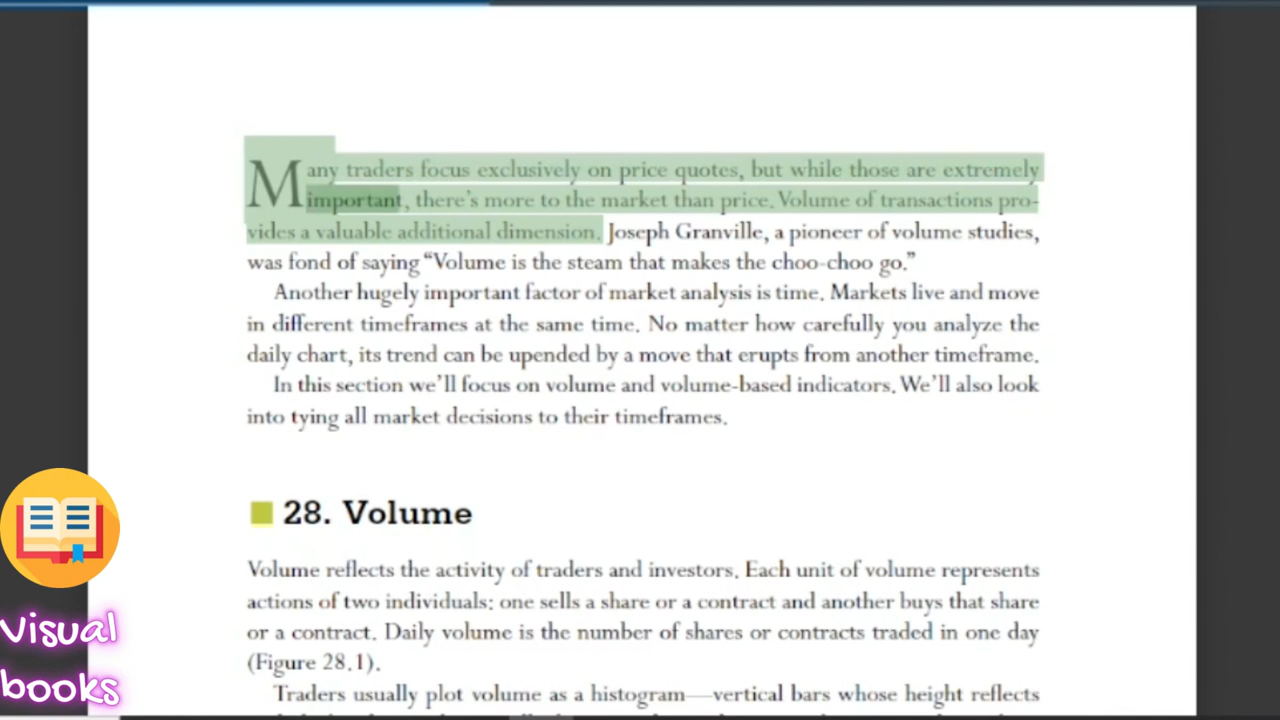 Many traders focus exclusively on price quotes, but while those are extremely
important, there's more to the market than price. Volume of transactions pro-
vides a valuable additional dimension. Joseph Granville, a pioneer of volume studies,
was fond of saying “Volume is the steam that makes the choo-choo go.”
Another hugely important factor of market analysis is time. Markets live and move
in different timeframes at the same time. No matter how carefully you analyze the
daily chart, its trend can be upended by a move that erupts from another timeframe.
In this section we'll focus on volume and volume-based indicators. We'll also look
into tying all market decisions to their timeframes.
28. Volume
Volume reflects the activity of traders and investors. Each unit of volume represents
actions of two individuals: one sells a share or a contract and another buys that share
or a contract. Daily volume is the number of shares or contracts traded in one day
(Figure 28.1).
Traders usually plot volume as a histogram—vertical bars whose height reflects
Visual
books